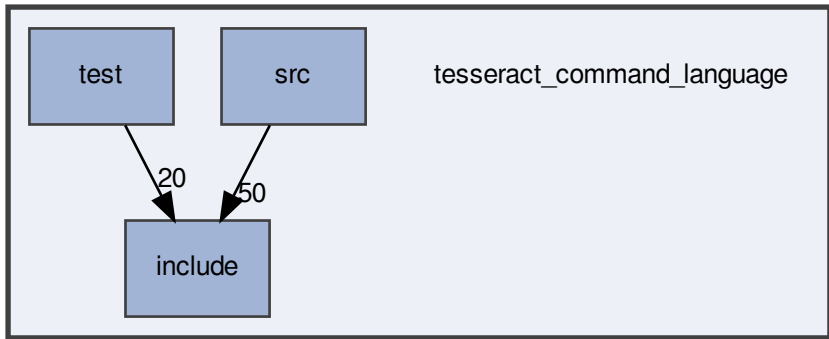 test
src
tesseract_command_language
20
50
include